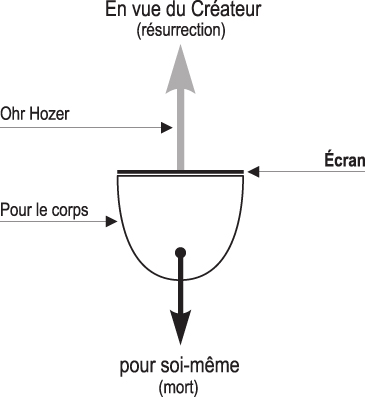 En vue du Créateur
(résurrection)
Ohr Hozer
Écran
Pour le corps
pour soi-même
(mort)